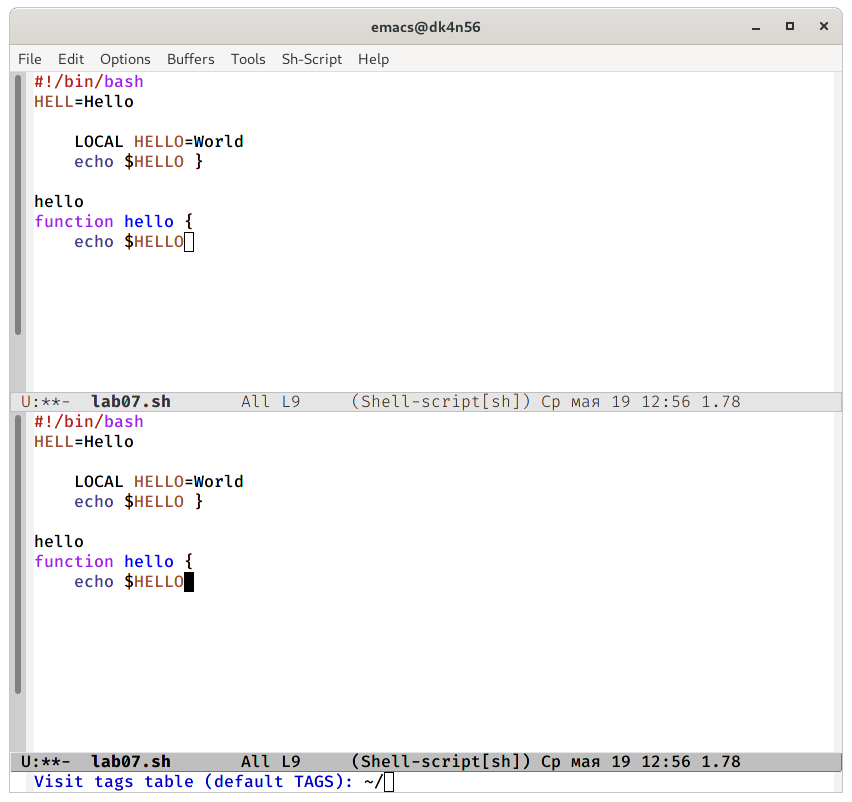 emacs@dk4n56
File Edit Options Buffers Tools Sh-Script Help
#!/bin/bash
HELL=Hello
LOCAL HELLO=World
echo $HELLO }
hello
function hello {
echo $HELLO
U:**- lab07.sh All L9 (Shell-script[sh]) Ср мая 19 12:56 1.78
#!/bin/bash
HELL=Hello
LOCAL HELLO=World
echo $HELLO }
hello
function hello {
echo $HELLO
U:**- lab07.sh All L9 (Shell-script[sh]) Ср мая 19 12:56 1.78
Visit tags table (default TAGS): ~/